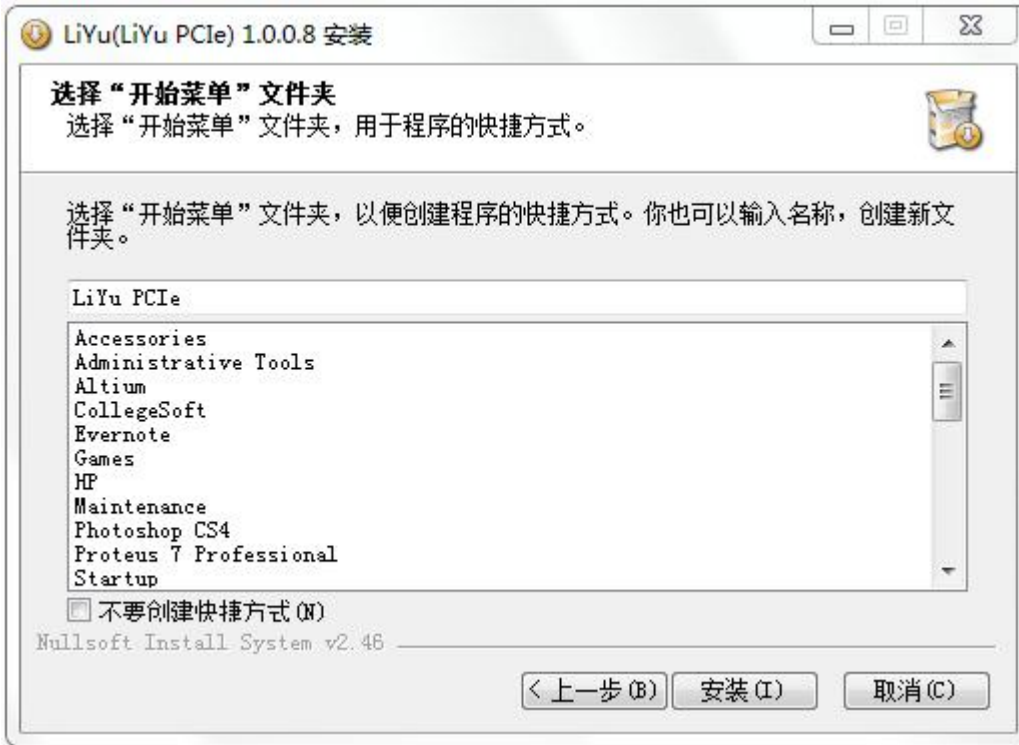 LiYu(LiYu PCIe) 1.0.0.8 安装
选择“开始菜单”文件夹
选择“开始菜单”文件夹，用于程序的快捷方式。
选择“开始菜单”文件夹，以便创建程序的快捷方式。你也可以输入名称，创建新文
件夹。
LiYu PCIe
Accessories
Administrative Tools
Altium
CollegeSoft
Evernote
Games
HP
Maintenance
Photoshop CS4
Proteus 7 Professional
Startup
不要创建快捷方式(N)
Nullsoft Install System v2.46
< 上一步(B) 安装(I) 取消(C)